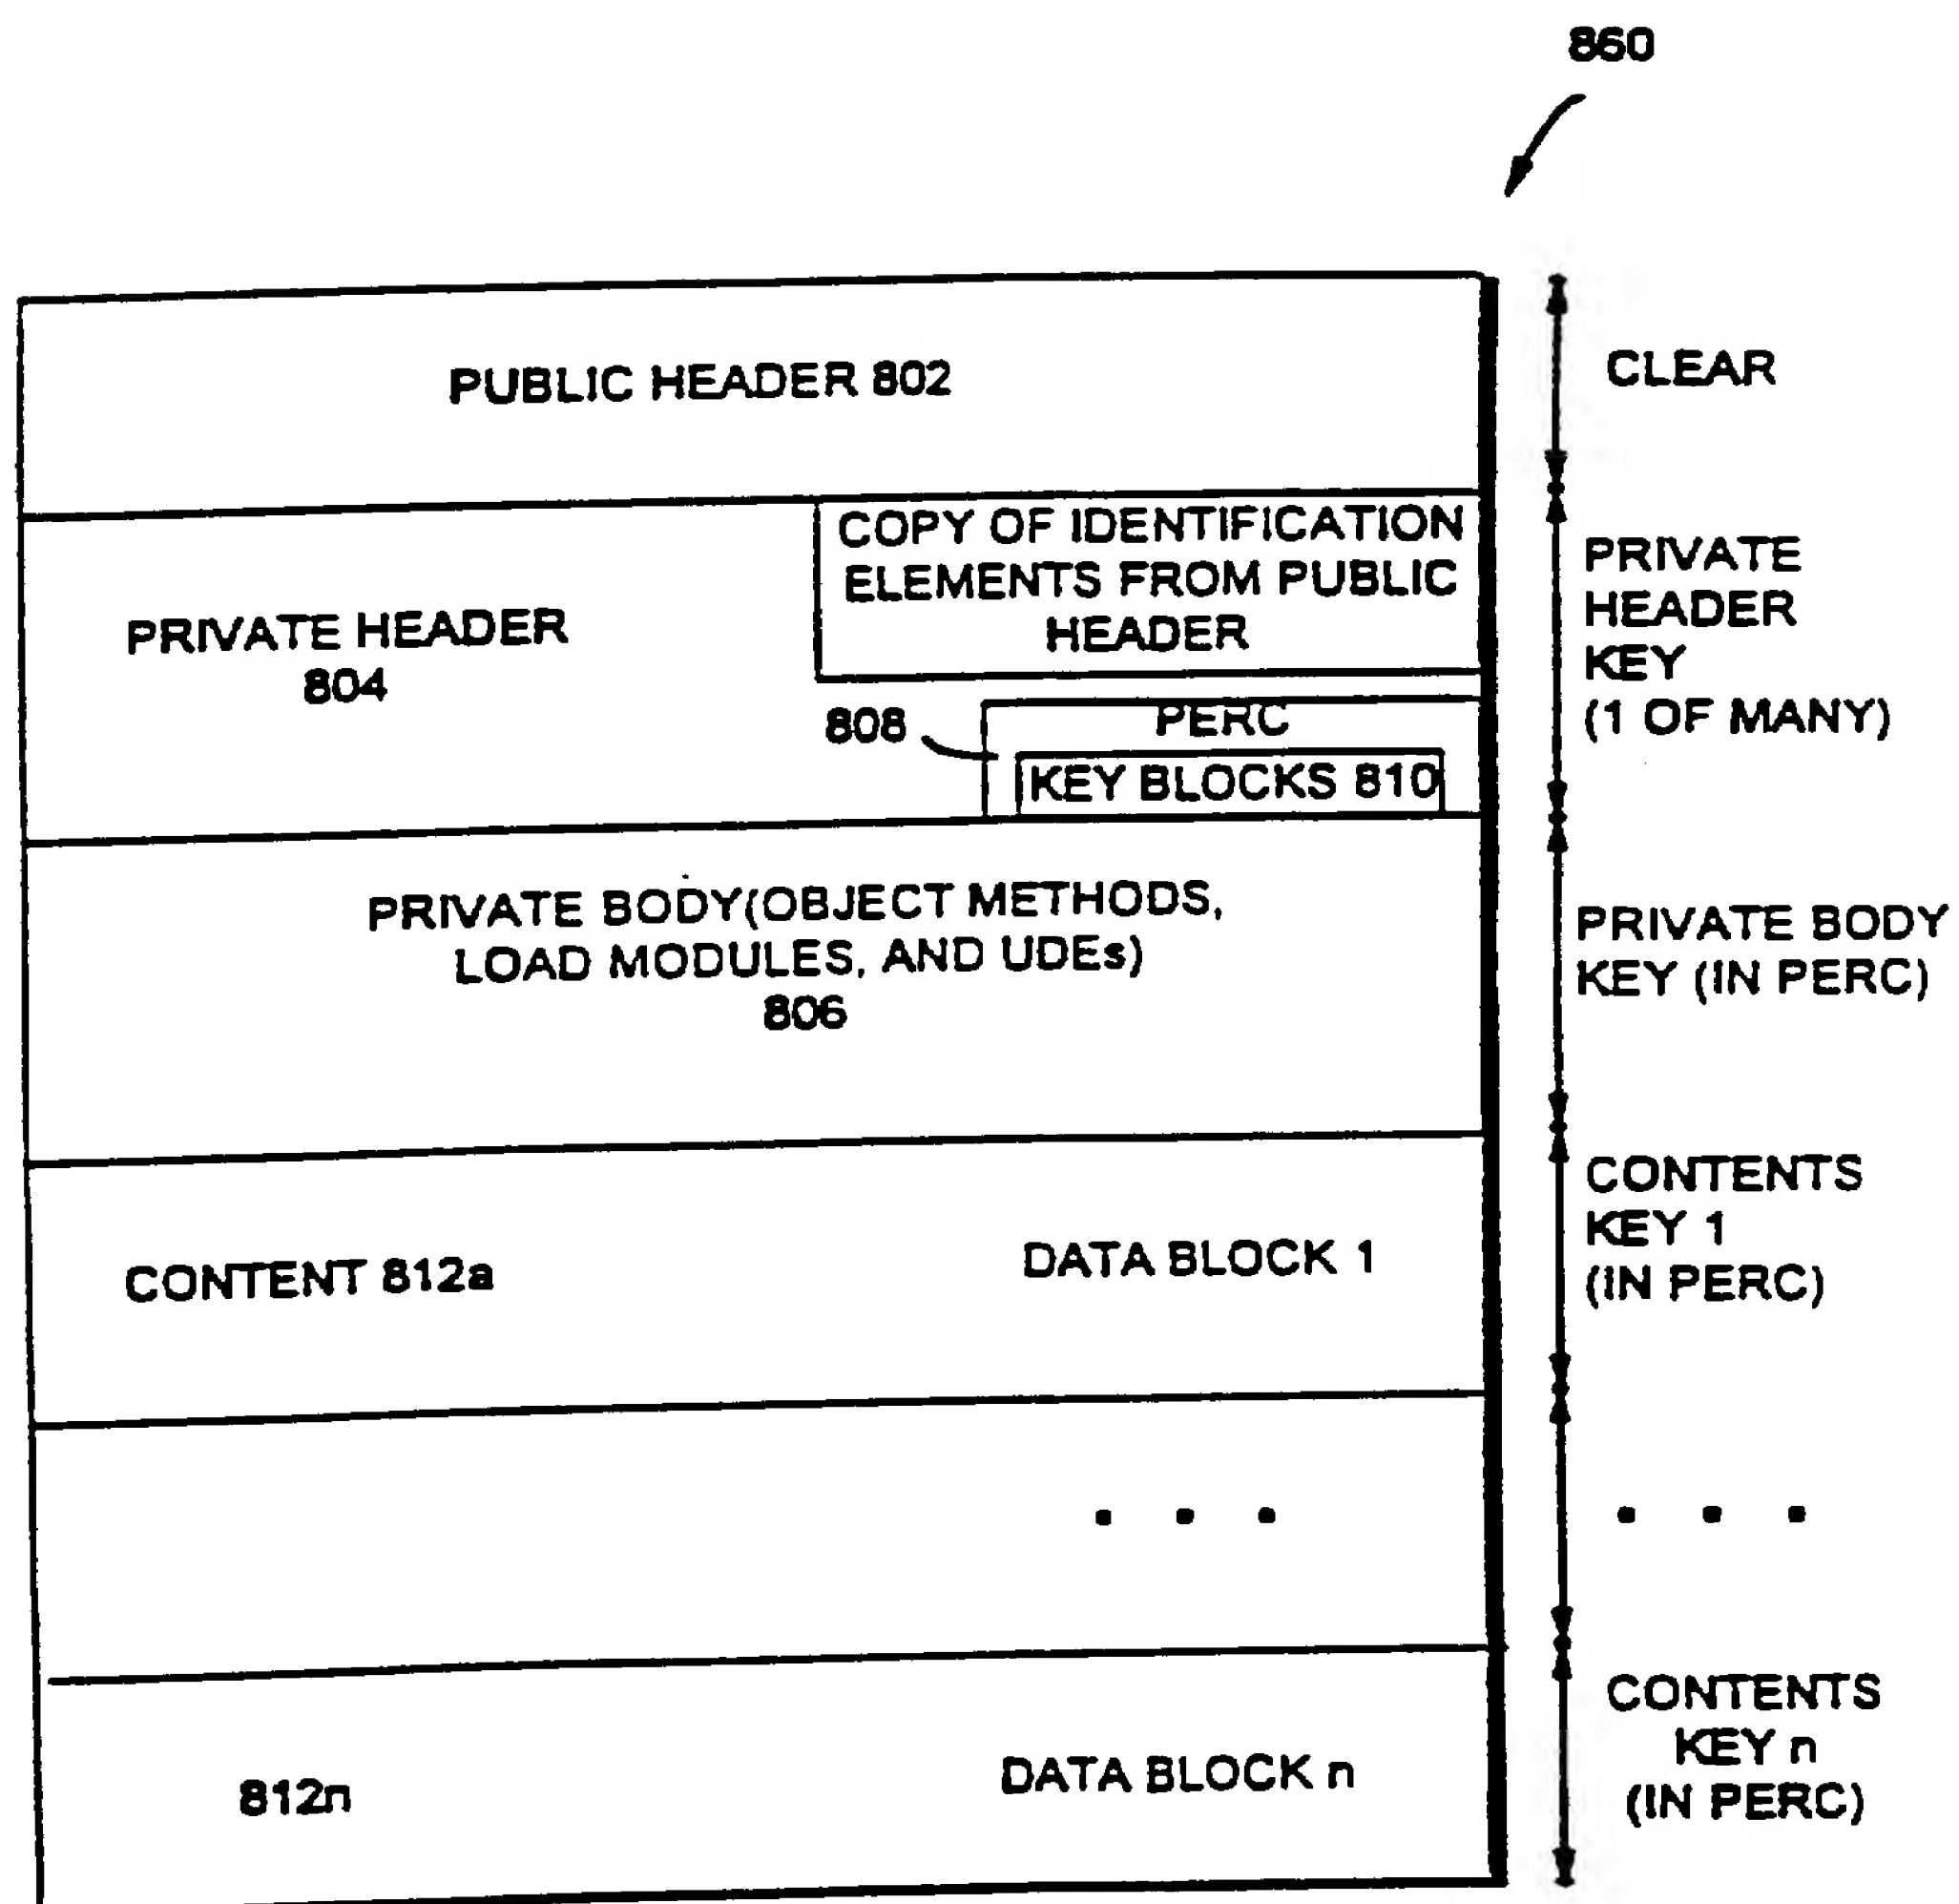 860
PUBLIC HEADER 802
CLEAR
PRIVATE HEADER
804
COPY OF IDENTIFICATION
ELEMENTS FROM PUBLIC
HEADER
808
PERC
KEY BLOCKS 810
PRIVATE
HEADER
KEY
(1 OF MANY)
PRIVATE BODY(OBJECT METHODS,
LOAD MODULES, AND UDEs)
806
PRIVATE BODY
KEY (IN PERC)
CONTENT 812a
DATA BLOCK 1
CONTENTS
KEY 1
(IN PERC)
. . .
. . .
812n
DATA BLOCK n
CONTENTS
KEY n
(IN PERC)